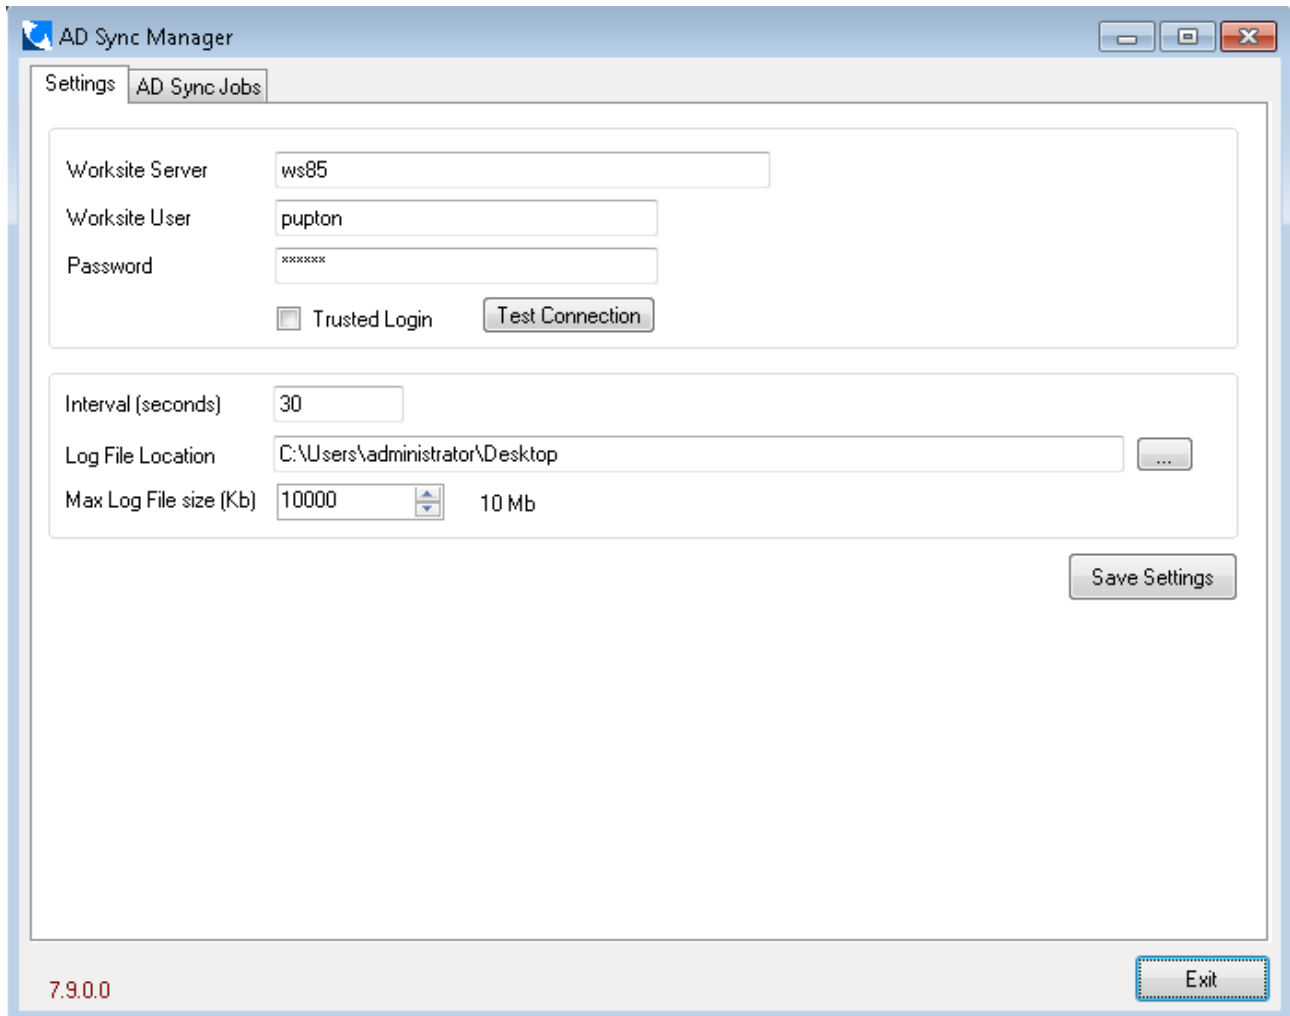 AD Sync Manager
Settings
AD Sync Jobs
Worksite Server
ws85
Worksite User
pupton
Password
××××××
Trusted Login
Test Connection
Interval (seconds)
30
Log File Location
C:\Users\administrator\Desktop
...
Max Log File size (Kb)
10000
10 Mb
Save Settings
7.9.0.0
Exit